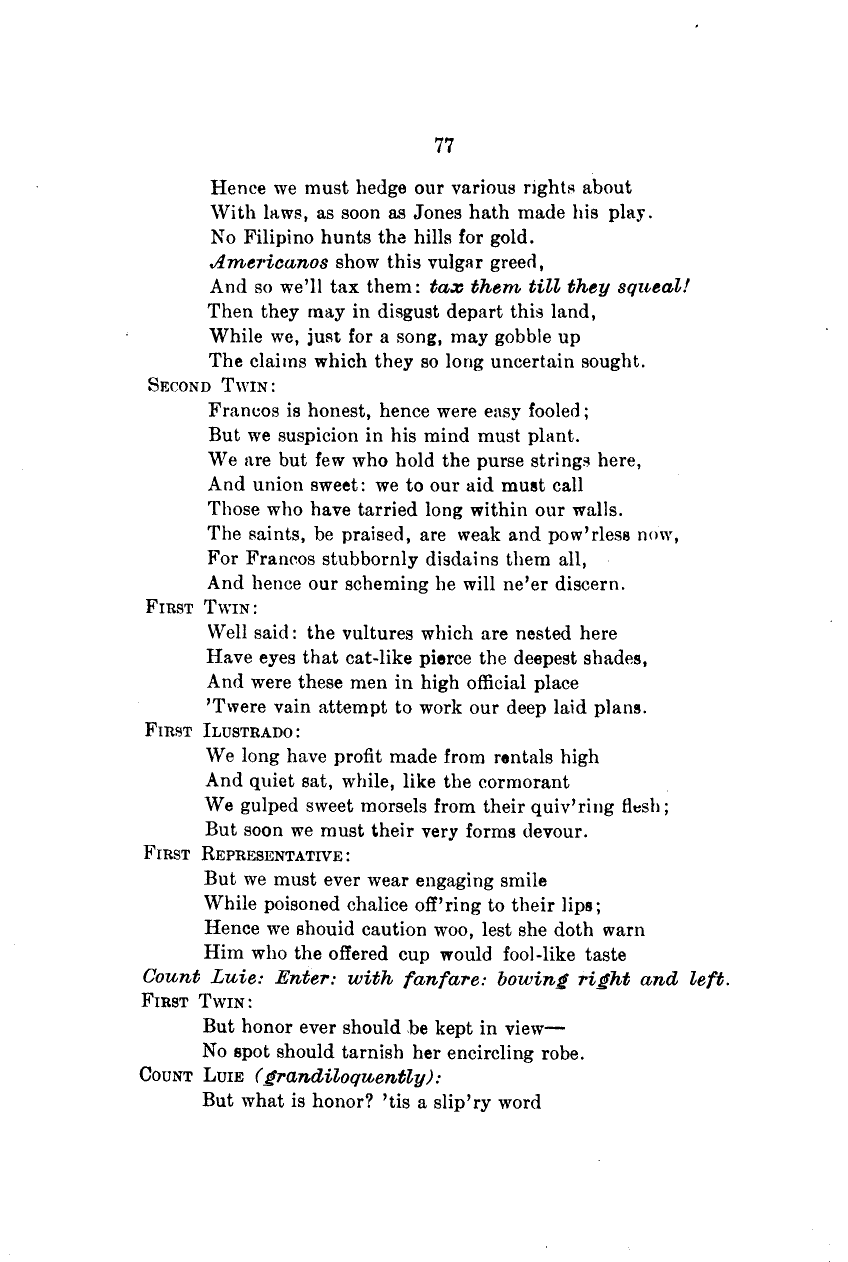 77
Hence we must hedge our various rights about
With laws, as soon as Jones hath made his play.
No Filipino hunts the hills for gold.
Americanos show this vulgar greed,
And so we'll tax them: tax them till they squeal!
Then they may in disgust depart this land,
While we, just for a song, may gobble up
The claims which they so long uncertain sought.
SECOND TWIN:
Francos is honest, hence were easy fooled;
But we suspicion in his mind must plant.
We are but few who hold the purse strings here,
And union sweet: we to our aid must call
Those who have tarried long within our walls.
The saints, be praised, are weak and pow'rless now,
For Francos stubbornly disdains them all,
And hence our scheming he will ne'er discern.
FIRST TWIN:
Well said: the vultures which are nested here
Have eyes that cat-like pierce the deepest shades,
And were these men in high official place
'Twere vain attempt to work our deep laid plans.
FIRST ILUSTRADO:
We long have profit made from rentals high
And quiet sat, while, like the cormorant
We gulped sweet morsels from their quiv'ring flesh;
But soon we must their very forms devour.
FIRST REPRESENTATIVE:
But we must ever wear engaging smile
While poisoned chalice off'ring to their lips;
Hence we shouid caution woo, lest she doth warn
Him who the offered cup would fool-like taste
Count Luie: Enter: with fanfare: bowing right and left.
FIRST TWIN:
But honor ever should be kept in view—
No spot should tarnish her encircling robe.
COUNT LUIE (grandiloquently):
But what is honor? 'tis a slip'ry word